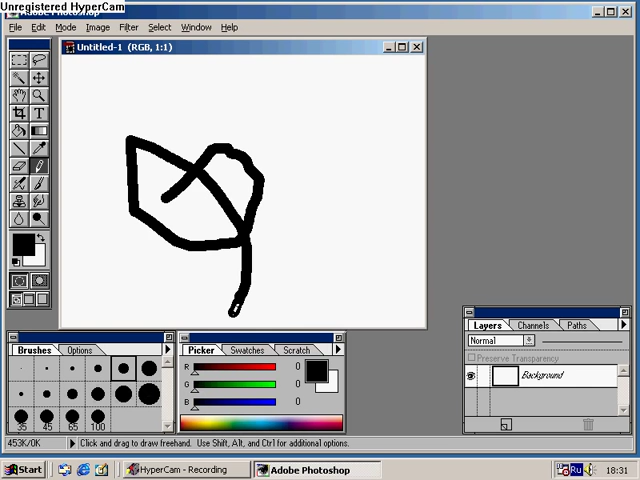 Unregistered HyperCam
Adobe Photoshop
File Edit Mode Image Filter Select Window Help
Untitled-1 (RGB, 1:1)
Layers Channels Paths
Normal
Preserve Transparency
Background
Brushes Options
35 45 65 100
Picker Swatches Scratch
R 0
G 0
B 0
453K/0K Click and drag to draw freehand. Use Shift, Alt, and Ctrl for additional options.
Start HyperCam - Recording Adobe Photoshop Ru 18:31